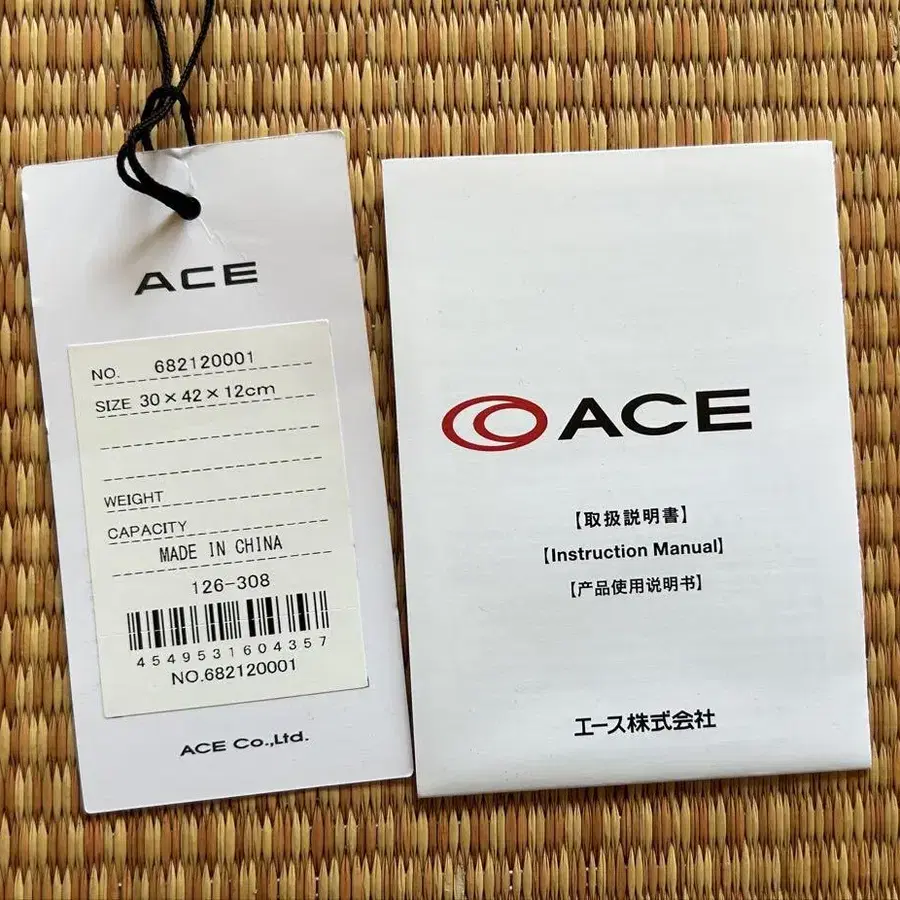 ACE
NO. 682120001
SIZE 30×42×12cm
WEIGHT
CAPACITY
MADE IN CHINA
126-308
4549531604357
NO.682120001
ACE Co.,Ltd.
ACE
【取扱説明書】
【Instruction Manual】
【产品使用说明书】
エース株式会社